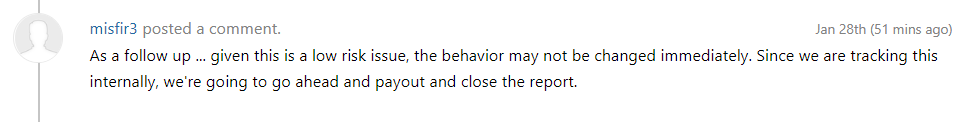 misfir3 posted a comment. Jan 28th (51 mins ago)
As a follow up ... given this is a low risk issue, the behavior may not be changed immediately. Since we are tracking this
internally, we're going to go ahead and payout and close the report.